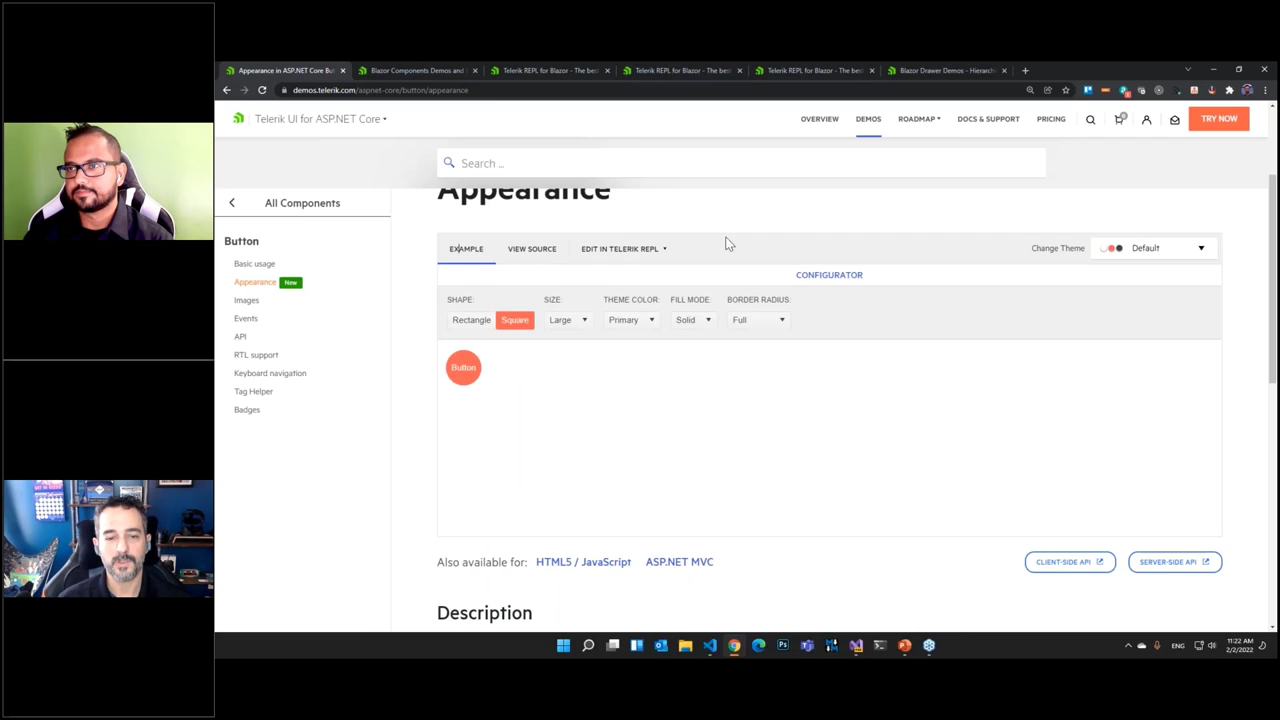 Appearance in ASP.NET Core But
Blazor Components Demos and
Telerik REPL for Blazor - The bes
Telerik REPL for Blazor - The bes
Telerik REPL for Blazor - The bes
Blazor Drawer Demos - Hierarch
demos.telerik.com/aspnet-core/button/appearance
Telerik UI for ASP.NET Core
OVERVIEW
DEMOS
ROADMAP
DOCS & SUPPORT
PRICING
0
TRY NOW
Search ...
Appearance
All Components
Button
Basic usage
Appearance New
Images
Events
API
RTL support
Keyboard navigation
Tag Helper
Badges
EXAMPLE
VIEW SOURCE
EDIT IN TELERIK REPL
Change Theme
Default
CONFIGURATOR
SHAPE:
SIZE:
THEME COLOR:
FILL MODE:
BORDER RADIUS:
Rectangle
Square
Large
Primary
Solid
Full
Button
Also available for:
HTML5 / JavaScript
ASP.NET MVC
CLIENT-SIDE API
SERVER-SIDE API
Description
Ps
ENG
11:22 AM
2/2/2022